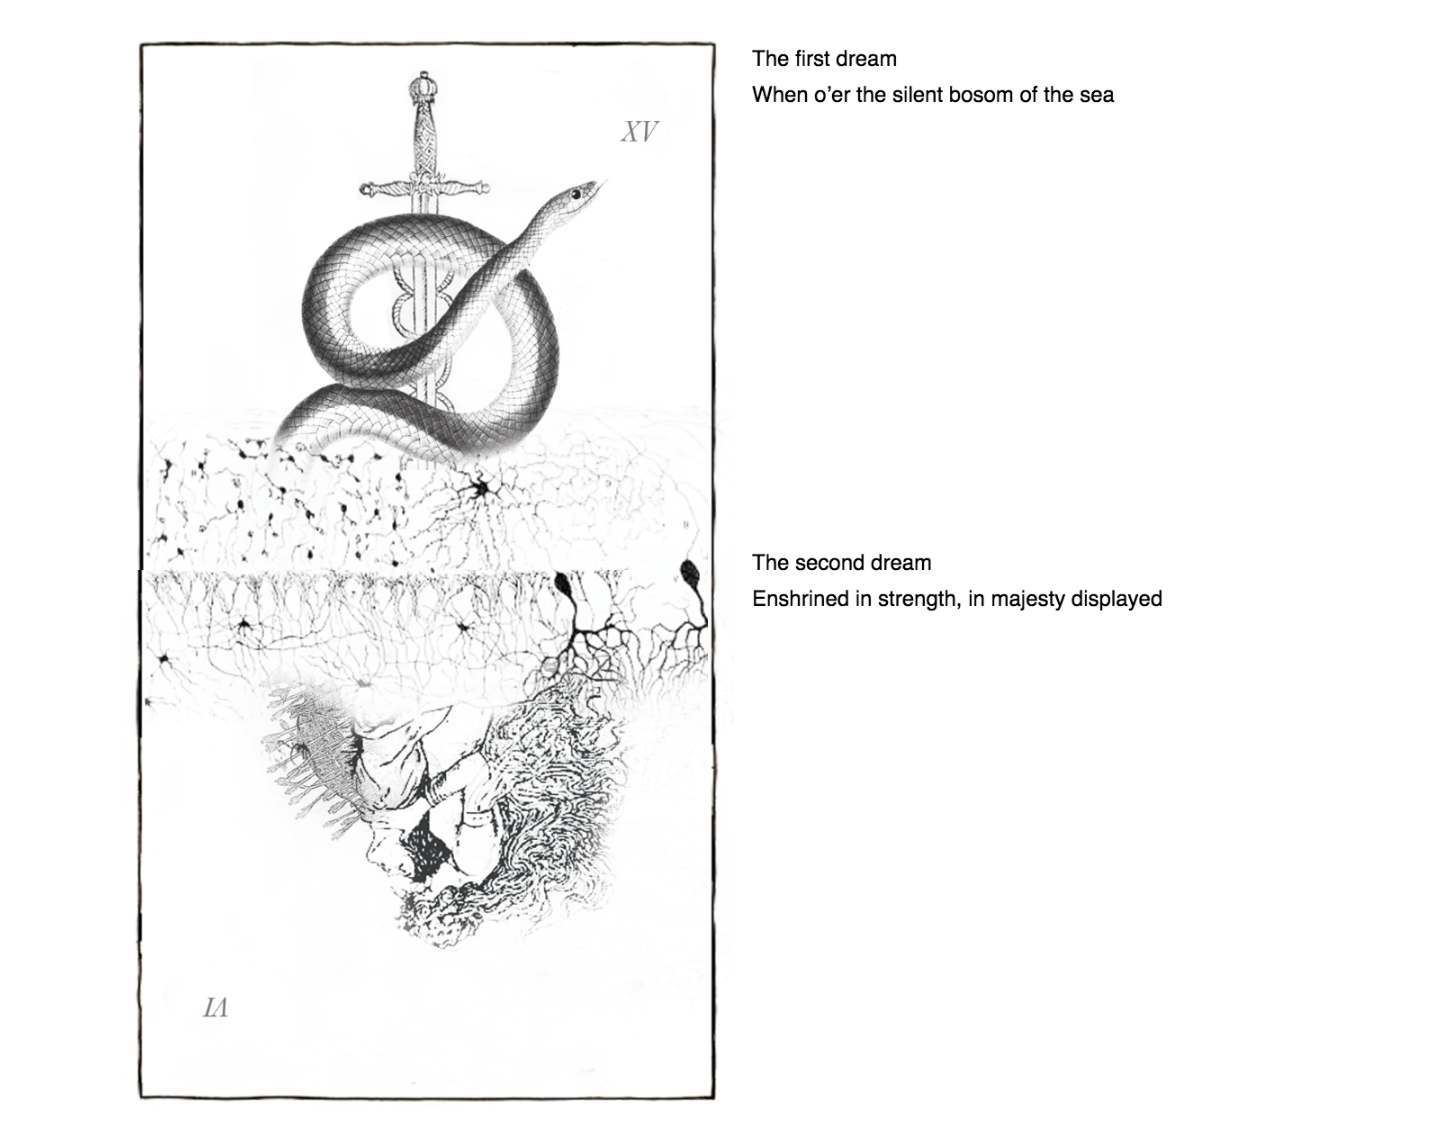 XV
VI
The first dream
When o’er the silent bosom of the sea
The second dream
Enshrined in strength, in majesty displayed